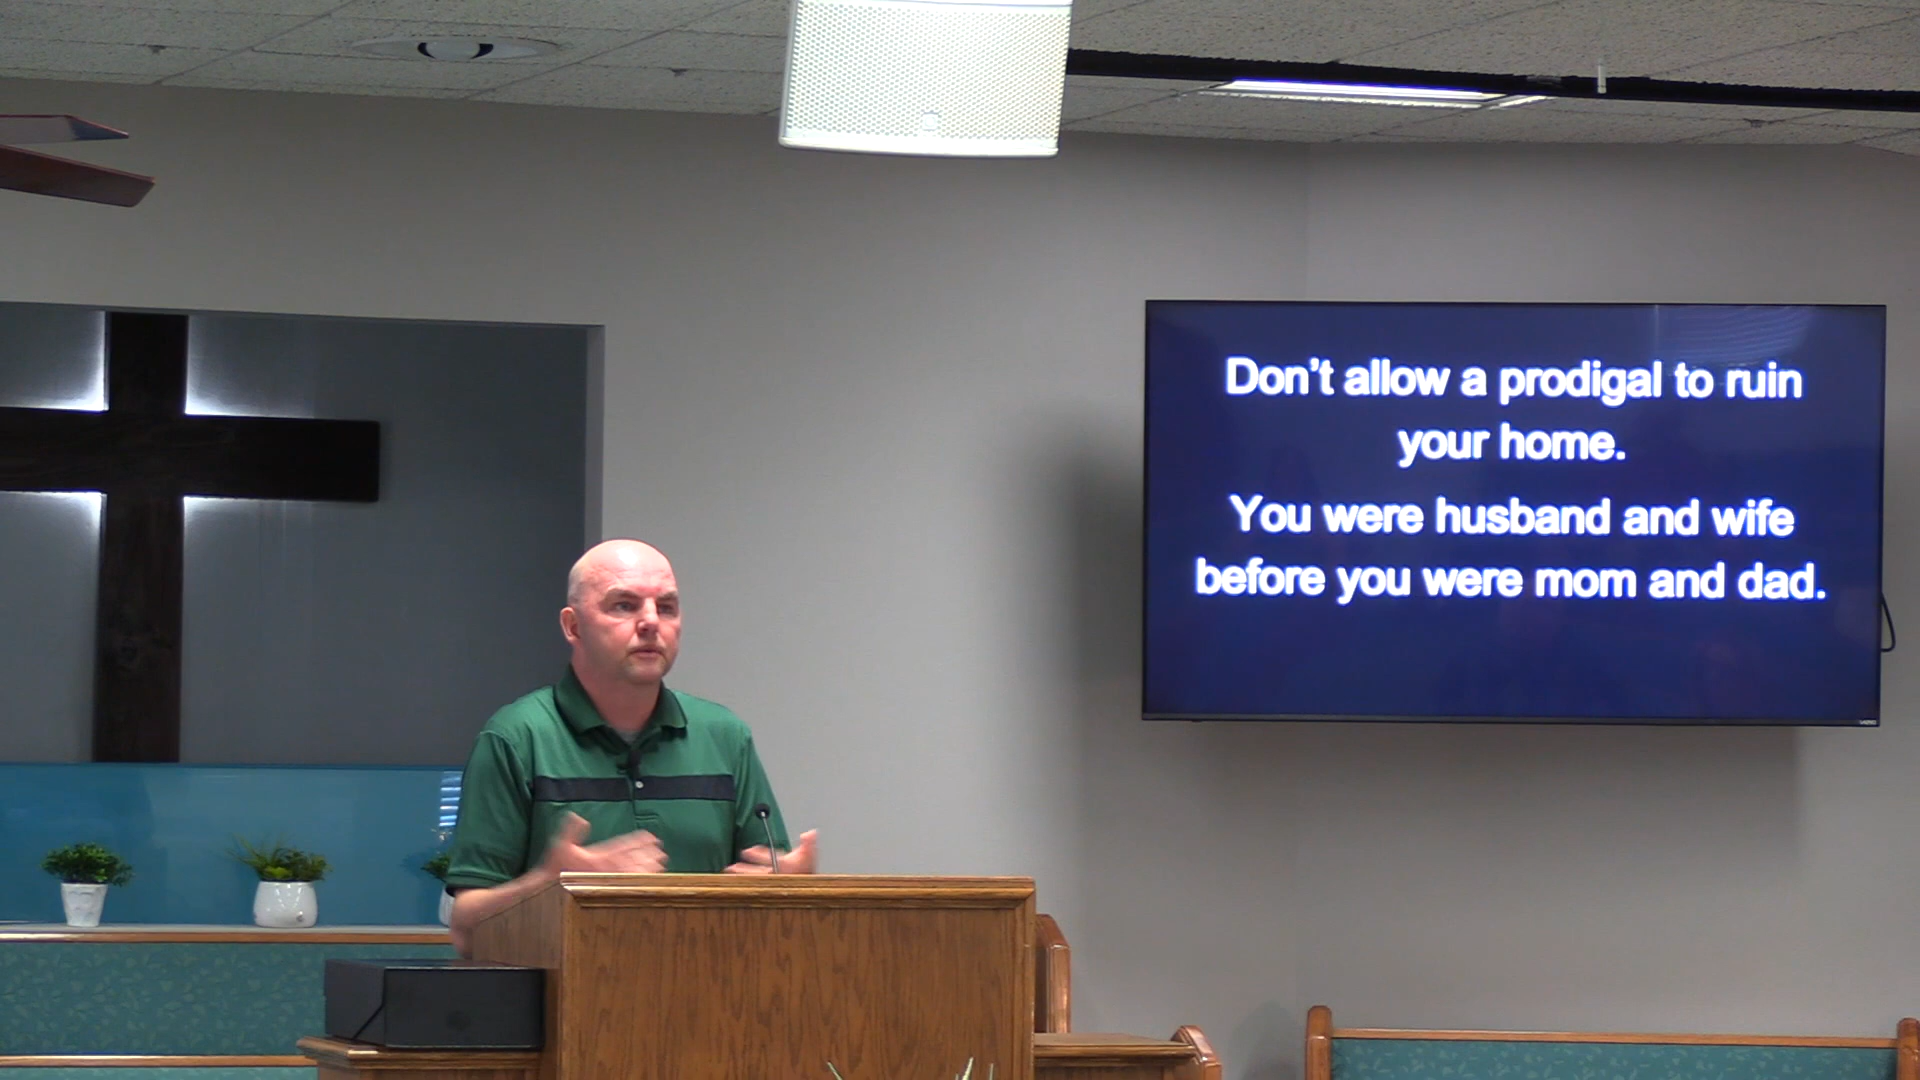 Don't allow a prodigal to ruin
your home.
You were husband and wife
before you were mom and dad.